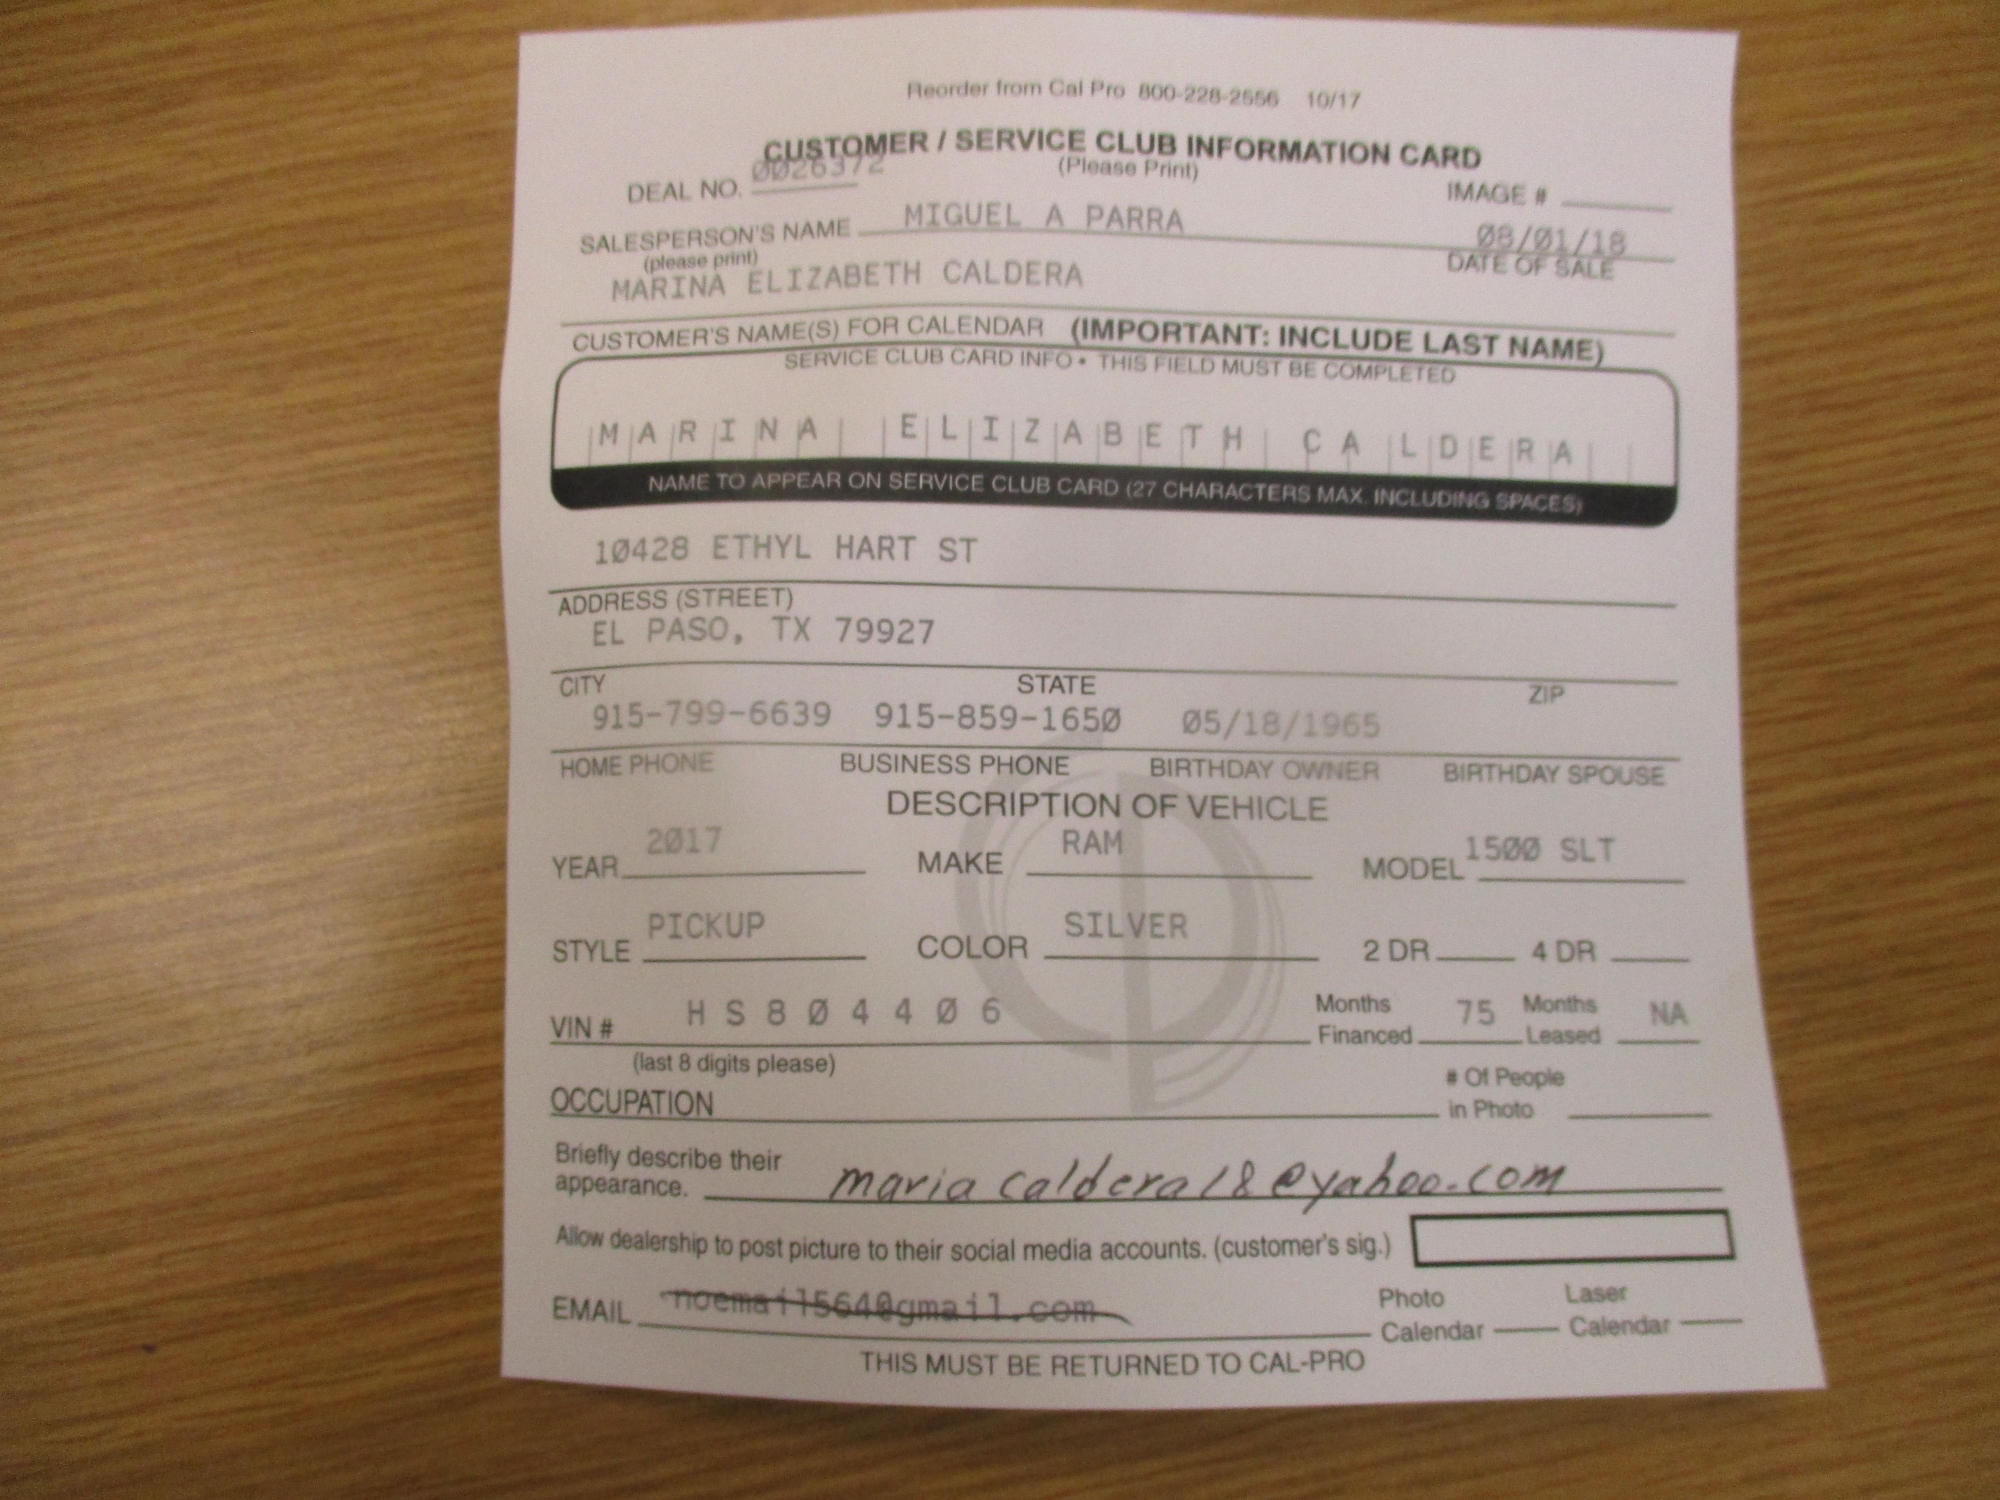 Reorder from Cal Pro 800-228-2556 10/17
CUSTOMER / SERVICE CLUB INFORMATION CARD
(Please Print)
DEAL NO. 0026372 IMAGE #
SALESPERSON'S NAME MIGUEL A PARRA 08/01/18
(please print) DATE OF SALE
MARINA ELIZABETH CALDERA
CUSTOMER'S NAME(S) FOR CALENDAR (IMPORTANT: INCLUDE LAST NAME)
SERVICE CLUB CARD INFO • THIS FIELD MUST BE COMPLETED
MARINA ELIZABETH CALDERA
NAME TO APPEAR ON SERVICE CLUB CARD (27 CHARACTERS MAX. INCLUDING SPACES)
10428 ETHYL HART ST
ADDRESS (STREET)
EL PASO, TX 79927
CITY STATE ZIP
915-799-6639 915-859-1650 05/18/1965
HOME PHONE BUSINESS PHONE BIRTHDAY OWNER BIRTHDAY SPOUSE
DESCRIPTION OF VEHICLE
YEAR 2017 MAKE RAM MODEL 1500 SLT
STYLE PICKUP COLOR SILVER 2 DR 4 DR
VIN # HS804406 Months Financed 75 Months Leased NA
(last 8 digits please)
OCCUPATION # Of People in Photo
Briefly describe their
appearance. maria caldera18@yahoo.com
Allow dealership to post picture to their social media accounts. (customer's sig.)
EMAIL noemail564@gmail.com Photo Calendar Laser Calendar
THIS MUST BE RETURNED TO CAL-PRO